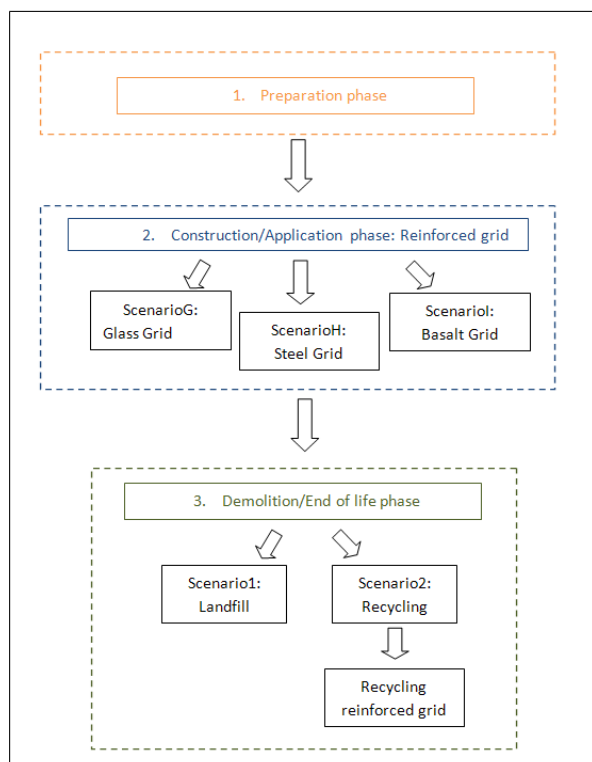 1. Preparation phase
2. Construction/Application phase: Reinforced grid
ScenarioG:
Glass Grid
ScenarioH:
Steel Grid
ScenarioI:
Basalt Grid
3. Demolition/End of life phase
Scenario1:
Landfill
Scenario2:
Recycling
Recycling
reinforced grid